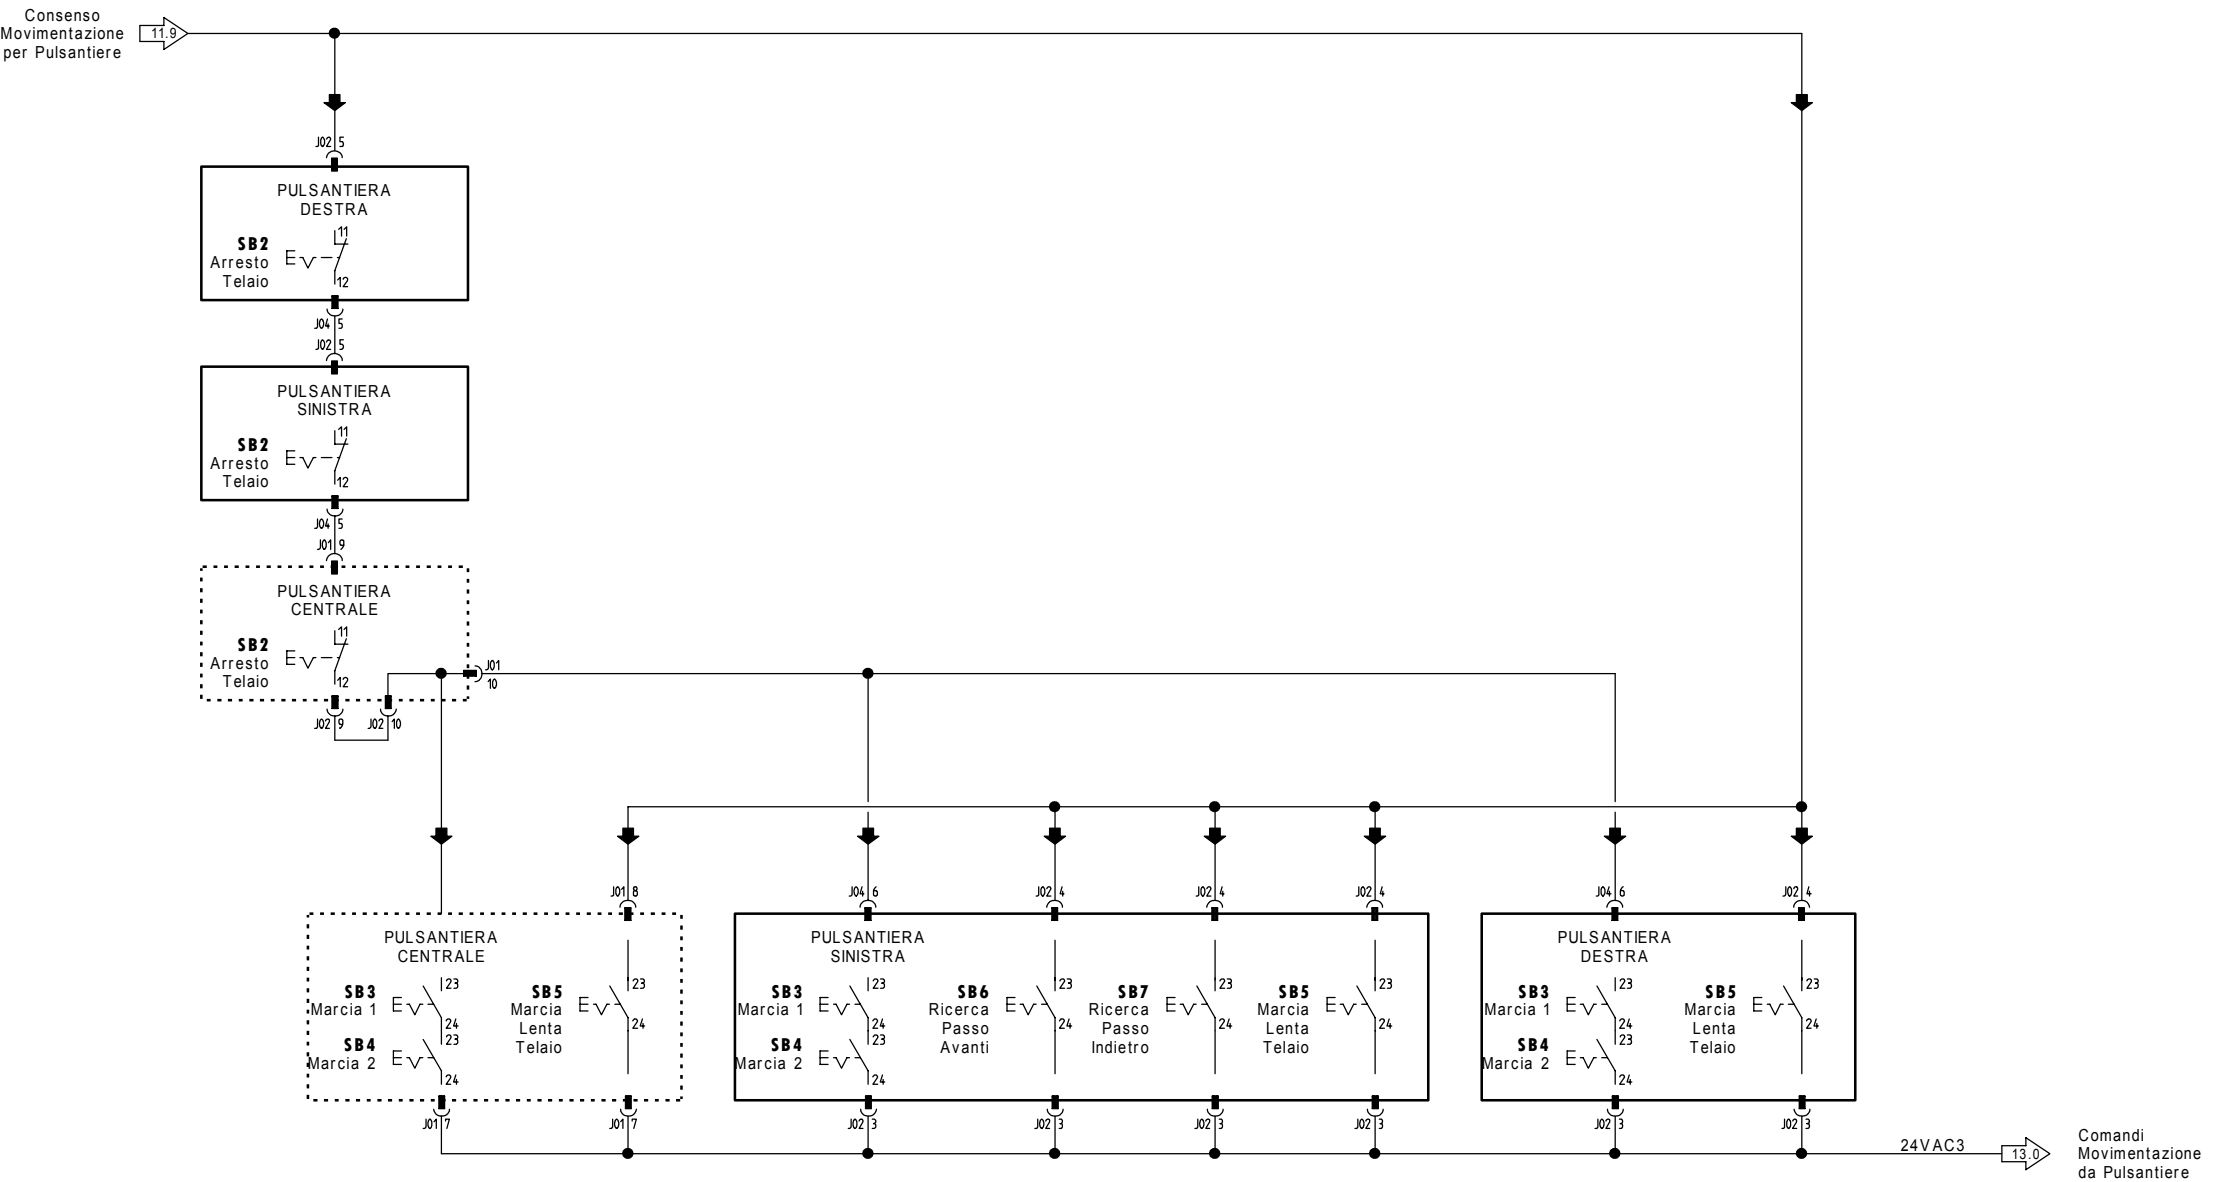 Consenso
Movimentazione
per Pulsantiere
11.9
J02 5
PULSANTIERA
DESTRA
11
SB2
Arresto
Telaio
12
J04 5
J02 5
PULSANTIERA
SINISTRA
11
SB2
Arresto
Telaio
12
J04 5
J01 9
PULSANTIERA
CENTRALE
11
SB2
Arresto
Telaio
12
J01
10
J02 9
J02 10
J01 8
J04 6
J02 4
J02 4
J02 4
J04 6
J02 4
PULSANTIERA
CENTRALE
SB3
Marcia 1
23
24
SB4
Marcia 2
23
24
SB5
Marcia
Lenta
Telaio
23
24
PULSANTIERA
SINISTRA
SB3
Marcia 1
23
24
SB4
Marcia 2
23
24
SB6
Ricerca
Passo
Avanti
23
24
SB7
Ricerca
Passo
Indietro
23
24
SB5
Marcia
Lenta
Telaio
23
24
PULSANTIERA
DESTRA
SB3
Marcia 1
23
24
SB4
Marcia 2
23
24
SB5
Marcia
Lenta
Telaio
23
24
J01 7
J01 7
J02 3
J02 3
J02 3
J02 3
J02 3
J02 3
24VAC3
13.0
Comandi
Movimentazione
da Pulsantiere